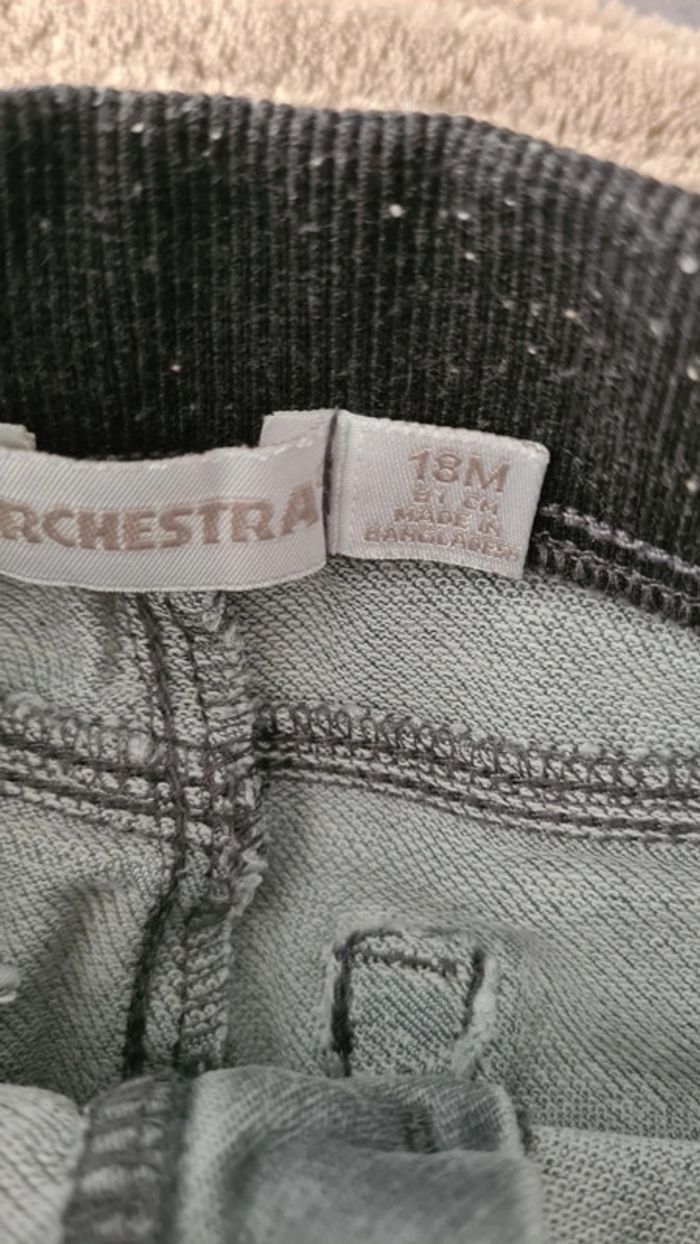 RCHESTRA
18M
81 CM
MADE IN
BANGLADESH